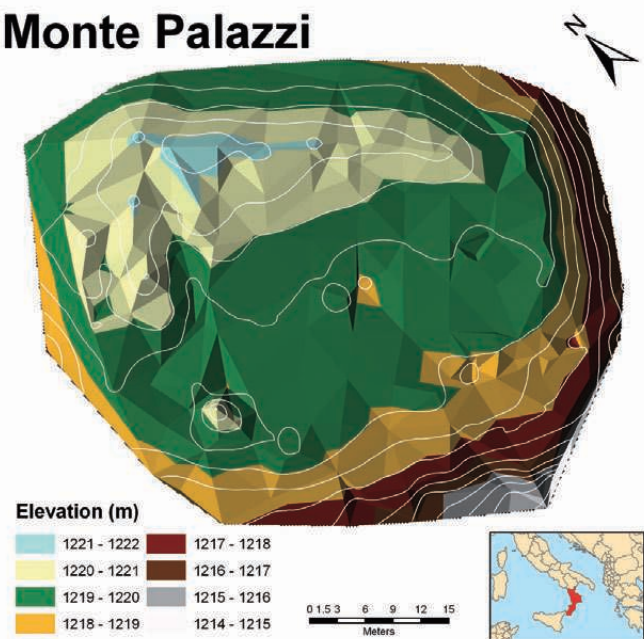 Monte Palazzi
N
Elevation (m)
1221 - 1222
1217 - 1218
1220 - 1221
1216 - 1217
1219 - 1220
1215 - 1216
1218 - 1219
1214 - 1215
0 1.5 3 6 9 12 15
Meters